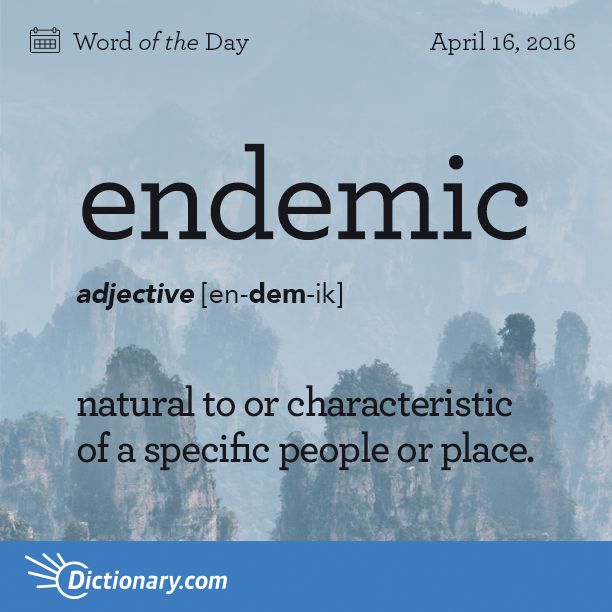 Word of the Day
April 16, 2016
endemic
adjective [en-dem-ik]
natural to or characteristic
of a specific people or place.
Dictionary.com